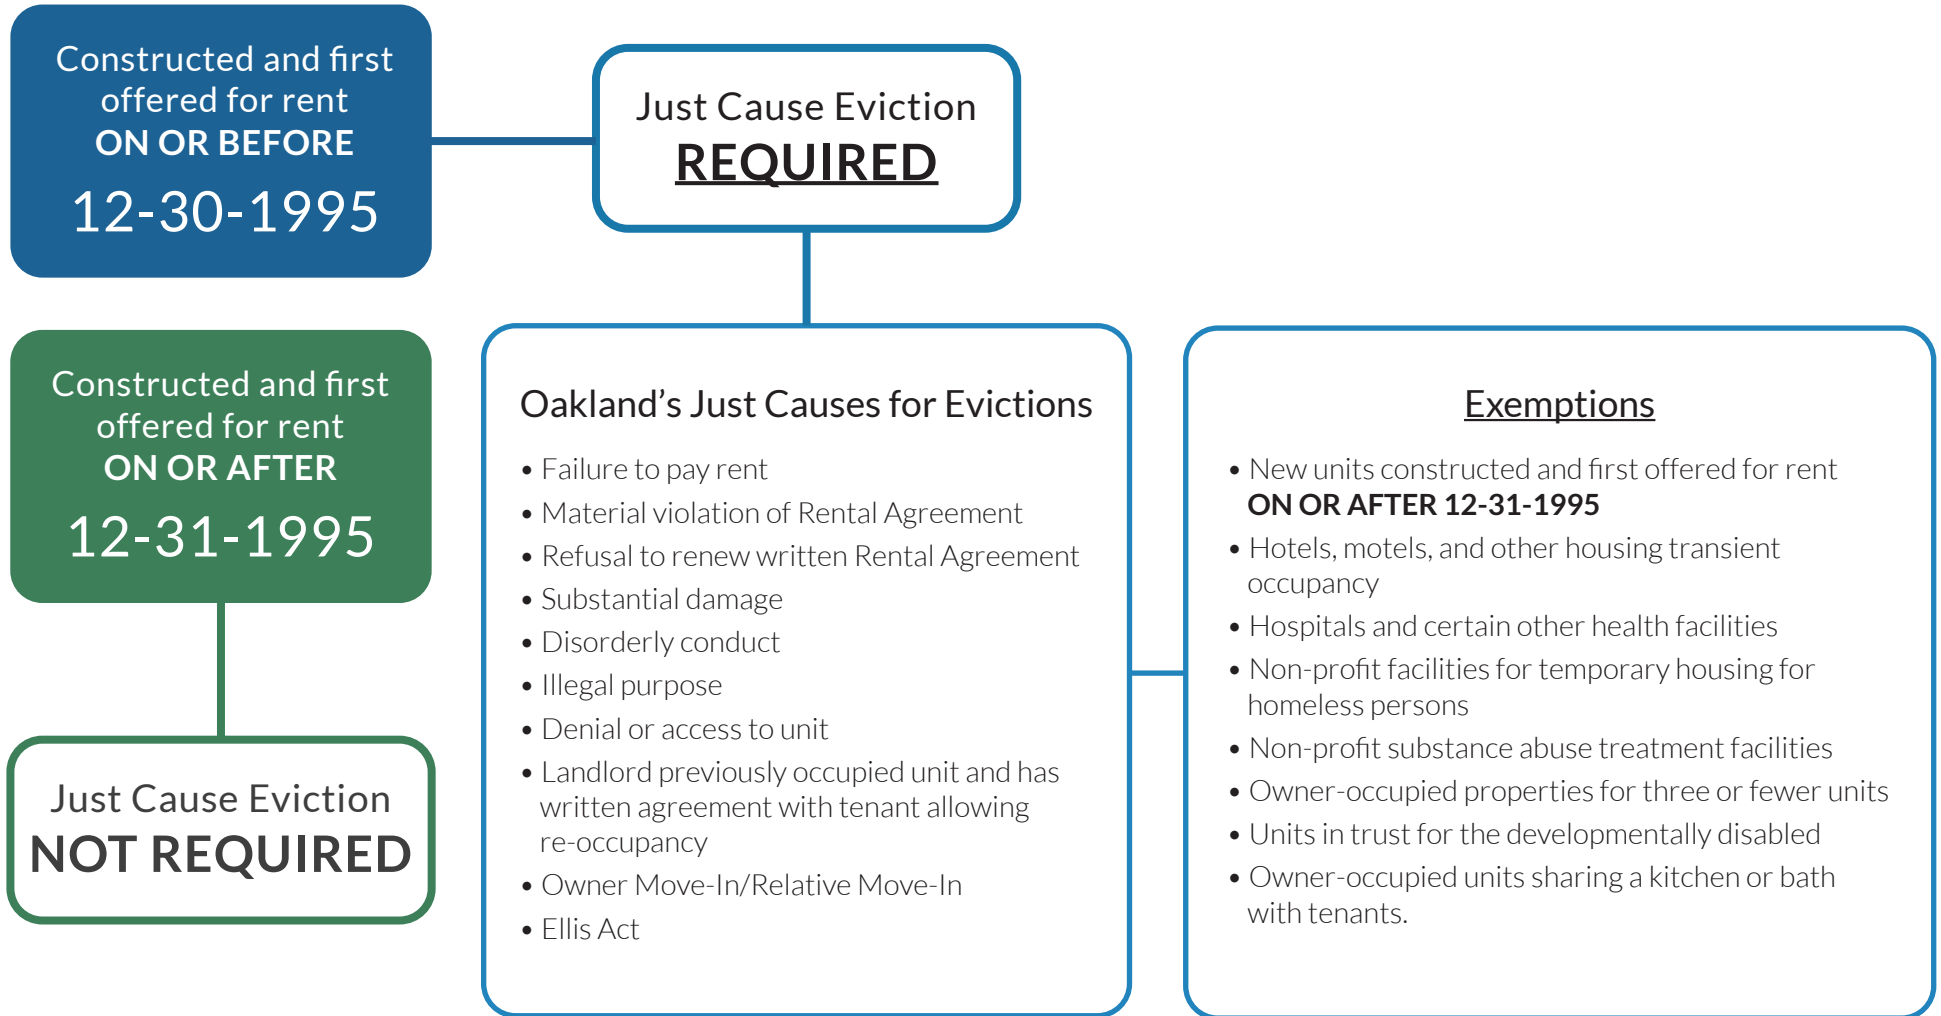 Constructed and first
offered for rent
ON OR BEFORE
12-30-1995
Just Cause Eviction
REQUIRED
Constructed and first
offered for rent
ON OR AFTER
12-31-1995
Just Cause Eviction
NOT REQUIRED
Oakland’s Just Causes for Evictions
• Failure to pay rent
• Material violation of Rental Agreement
• Refusal to renew written Rental Agreement
• Substantial damage
• Disorderly conduct
• Illegal purpose
• Denial or access to unit
• Landlord previously occupied unit and has
written agreement with tenant allowing
re-occupancy
• Owner Move-In/Relative Move-In
• Ellis Act
Exemptions
• New units constructed and first offered for rent
ON OR AFTER 12-31-1995
• Hotels, motels, and other housing transient
occupancy
• Hospitals and certain other health facilities
• Non-profit facilities for temporary housing for
homeless persons
• Non-profit substance abuse treatment facilities
• Owner-occupied properties for three or fewer units
• Units in trust for the developmentally disabled
• Owner-occupied units sharing a kitchen or bath
with tenants.